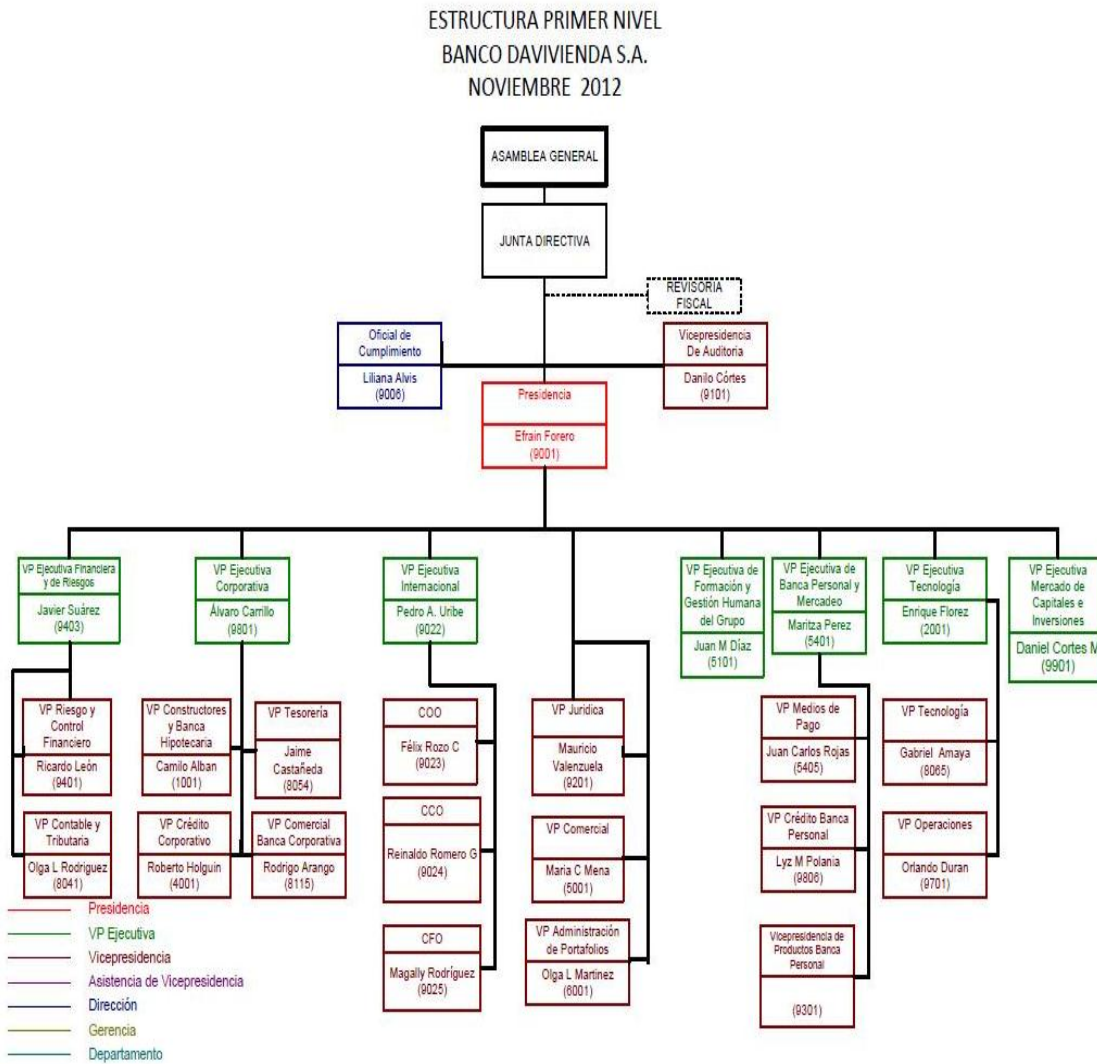 ESTRUCTURA PRIMER NIVEL
BANCO DAVIVIENDA S.A.
NOVIEMBRE 2012
ASAMBLEA GENERAL
JUNTA DIRECTIVA
REVISORIA
FISCAL
Oficial de
Cumplimiento
Liliana Alvis
(9006)
Vicepresidencia
De Auditoria
Danilo Córtes
(9101)
Presidencia
Efrain Forero
(9001)
VP Ejecutiva Financiera
y de Riesgos
Javier Suárez
(9403)
VP Ejecutiva
Corporativa
Álvaro Carrillo
(9801)
VP Ejecutiva
Internacional
Pedro A. Uribe
(9022)
VP Ejecutiva de
Formación y
Gestión Humana
del Grupo
Juan M Díaz
(5101)
VP Ejecutiva de
Banca Personal y
Mercadeo
Maritza Perez
(5401)
VP Ejecutiva
Tecnología
Enrique Florez
(2001)
VP Ejecutiva
Mercado de
Capitales e
Inversiones
Daniel Cortes M
(9901)
VP Riesgo y
Control
Financiero
Ricardo León
(9401)
VP Constructores
y Banca
Hipotecaria
Camilo Alban
(1001)
VP Tesorería
Jaime
Castañeda
(8054)
COO
Félix Rozo C
(9023)
VP Juridica
Mauricio
Valenzuela
(9201)
VP Medios de
Pago
Juan Carlos Rojas
(5405)
VP Tecnología
Gabriel Amaya
(8065)
VP Contable y
Tributaria
Olga L Rodriguez
(8041)
VP Crédito
Corporativo
Roberto Holguin
(4001)
VP Comercial
Banca Corporativa
Rodrigo Arango
(8115)
CCO
Reinaldo Romero G
(9024)
VP Comercial
Maria C Mena
(5001)
VP Crédito Banca
Personal
Lyz M Polania
(9806)
VP Operaciones
Orlando Duran
(9701)
CFO
Magally Rodríguez
(9025)
VP Administración
de Portafolios
Olga L Martinez
(6001)
Vicepresidencia de
Productos Banca
Personal
(9301)
Presidencia
VP Ejecutiva
Vicepresidencia
Asistencia de Vicepresidencia
Dirección
Gerencia
Departamento